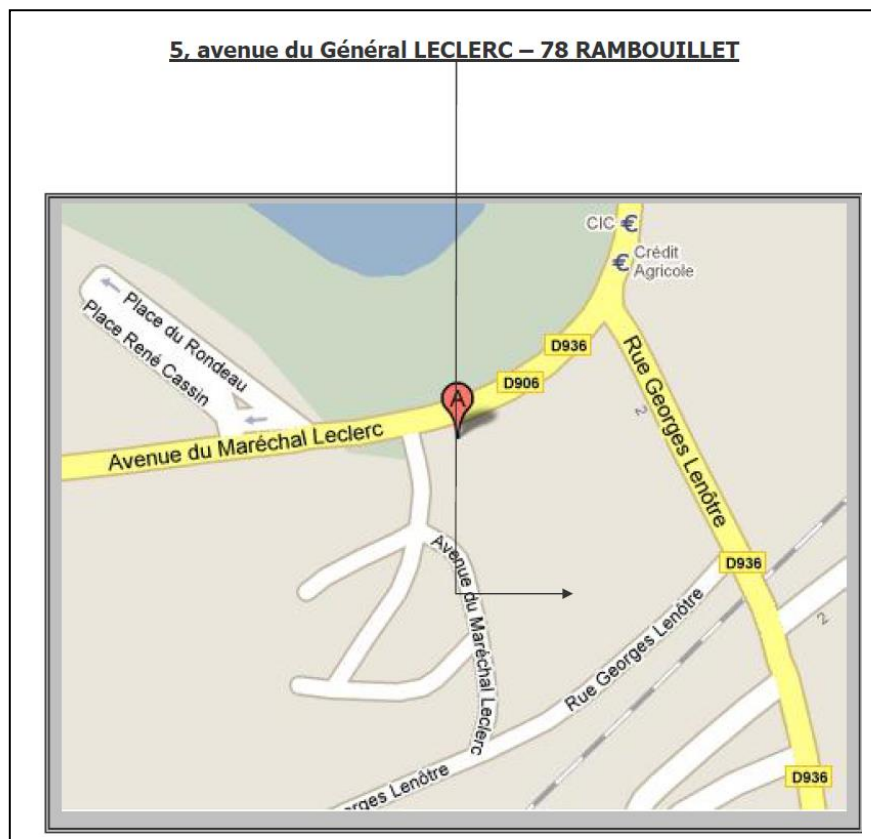 5, avenue du Général LECLERC – 78 RAMBOUILLET
CIC €
€ Crédit
Agricole
Place du Rondeau
Place René Cassin
D936
D906
A
Avenue du Maréchal Leclerc
Rue Georges Lenôtre
2
Avenue du Maréchal Leclerc
D936
Rue Georges Lenôtre
2
orges Lenôtre
D936